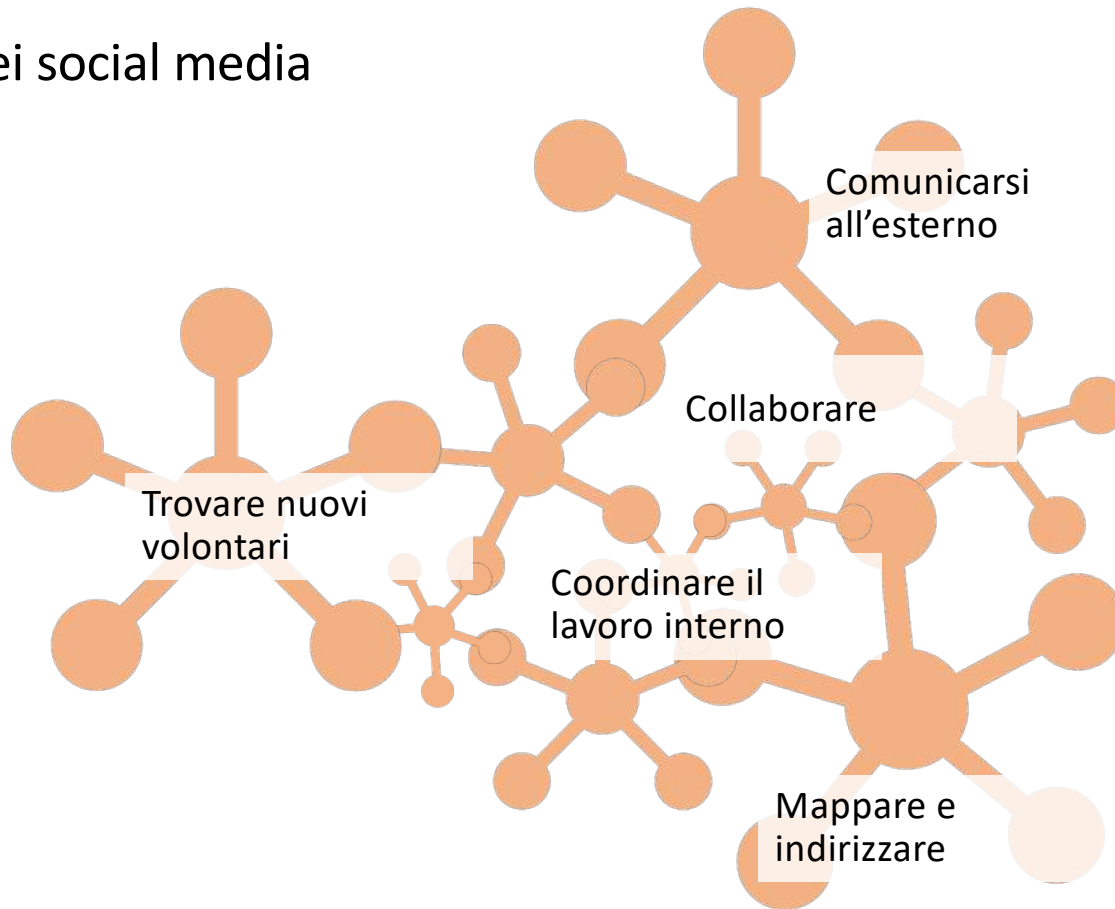 ei social media
Comunicarsi
all’esterno
Collaborare
Trovare nuovi
volontari
Coordinare il
lavoro interno
Mappare e
indirizzare